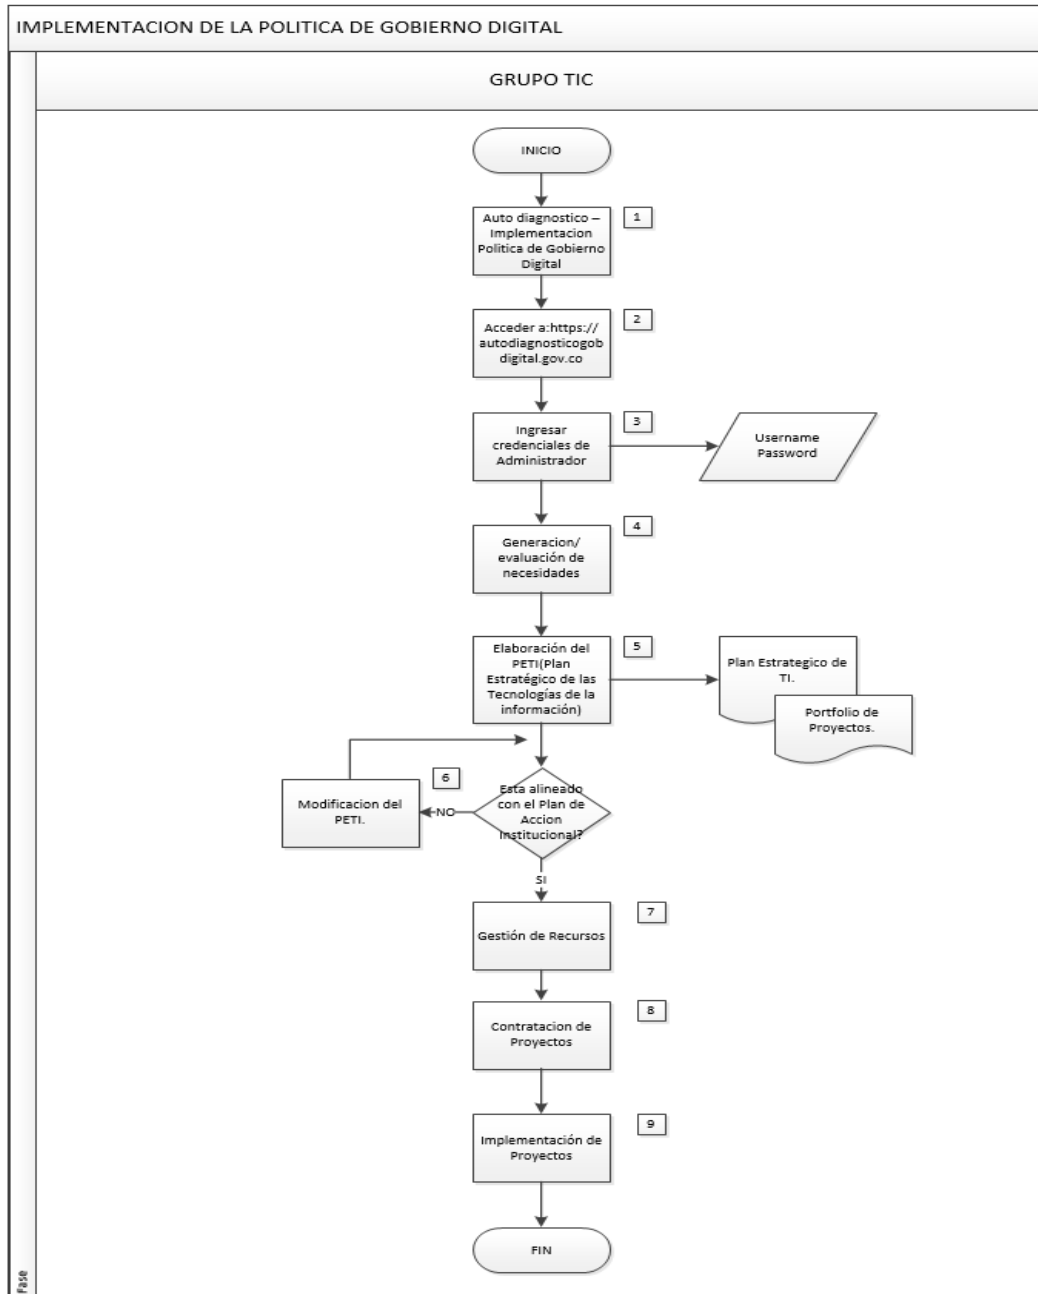 IMPLEMENTACION DE LA POLITICA DE GOBIERNO DIGITAL
GRUPO TIC
INICIO
1
Auto diagnostico –
Implementacion
Politica de Gobierno
Digital
2
Acceder a:https://
autodiagnosticogob
digital.gov.co
3
Ingresar
credenciales de
Administrador
Username
Password
4
Generacion/
evaluación de
necesidades
5
Elaboración del
PETI(Plan
Estratégico de las
Tecnologías de la
información)
Plan Estrategico de
TI.
Portfolio de
Proyectos.
6
Modificacion del
PETI.
NO
Esta alineado
con el Plan de
Accion
Institucional?
SI
7
Gestión de Recursos
8
Contratacion de
Proyectos
9
Implementación de
Proyectos
FIN
Fase